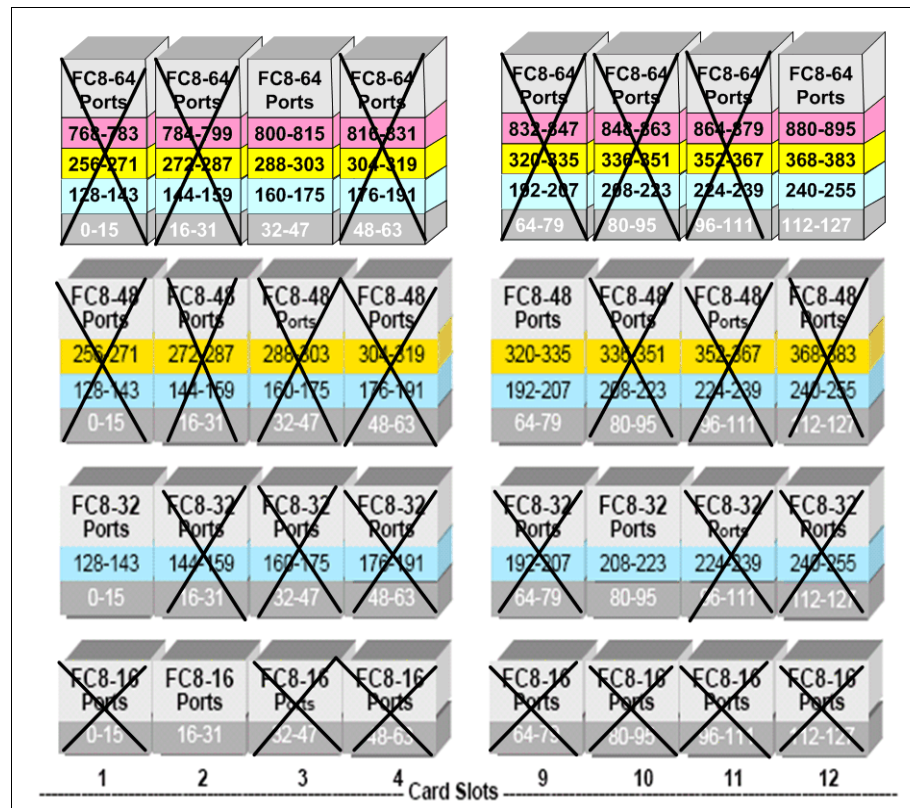 FC8-64 FC8-64 FC8-64 FC8-64 FC8-64 FC8-64 FC8-64 FC8-64
Ports Ports Ports Ports Ports Ports Ports Ports
768-783 784-799 800-815 816-831 832-847 848-863 864-879 880-895
256-271 272-287 288-303 304-319 320-335 336-351 352-367 368-383
128-143 144-159 160-175 176-191 192-207 208-223 224-239 240-255
0-15 16-31 32-47 48-63 64-79 80-95 96-111 112-127
FC8-48 FC8-48 FC8-48 FC8-48 FC8-48 FC8-48 FC8-48 FC8-48
Ports Ports Ports Ports Ports Ports Ports Ports
256-271 272-287 288-303 304-319 320-335 336-351 352-367 368-383
128-143 144-159 160-175 176-191 192-207 208-223 224-239 240-255
0-15 16-31 32-47 48-63 64-79 80-95 96-111 112-127
FC8-32 FC8-32 FC8-32 FC8-32 FC8-32 FC8-32 FC8-32 FC8-32
Ports Ports Ports Ports Ports Ports Ports Ports
128-143 144-159 160-175 176-191 192-207 208-223 224-239 240-255
0-15 16-31 32-47 48-63 64-79 80-95 96-111 112-127
FC8-16 FC8-16 FC8-16 FC8-16 FC8-16 FC8-16 FC8-16 FC8-16
Ports Ports Ports Ports Ports Ports Ports Ports
0-15 16-31 32-47 48-63 64-79 80-95 96-111 112-127
1 2 3 4 9 10 11 12
Card Slots